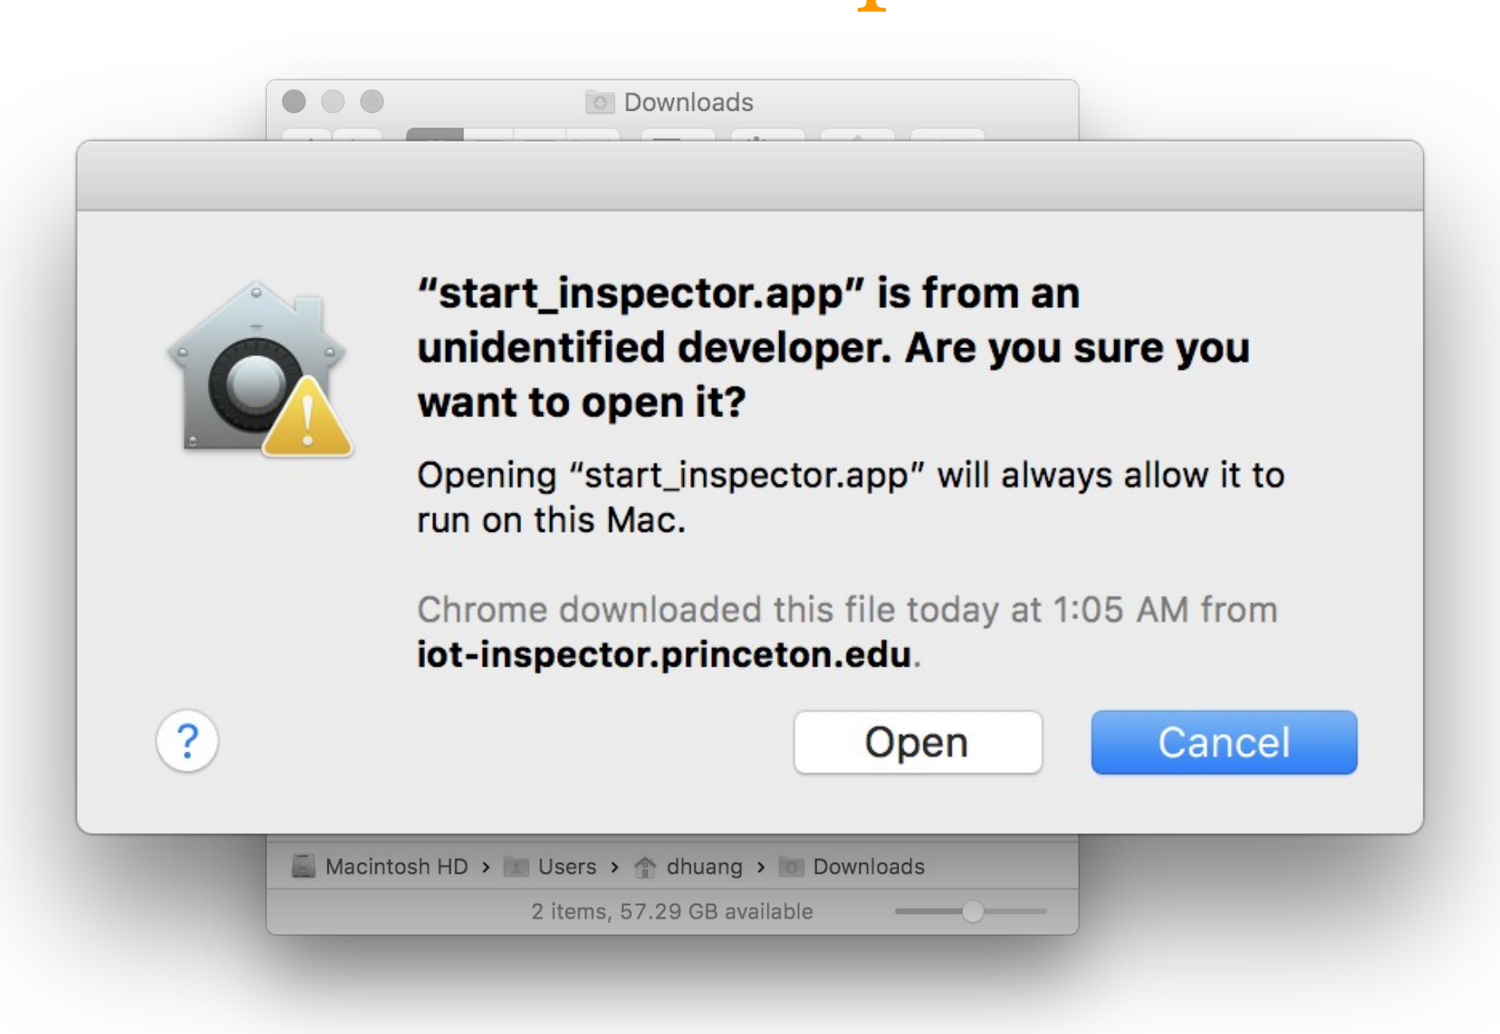 Downloads
“start_inspector.app” is from an
unidentified developer. Are you sure you
want to open it?
Opening “start_inspector.app” will always allow it to
run on this Mac.
Chrome downloaded this file today at 1:05 AM from
iot-inspector.princeton.edu.
?
Open
Cancel
Macintosh HD › Users › dhuang › Downloads
2 items, 57.29 GB available